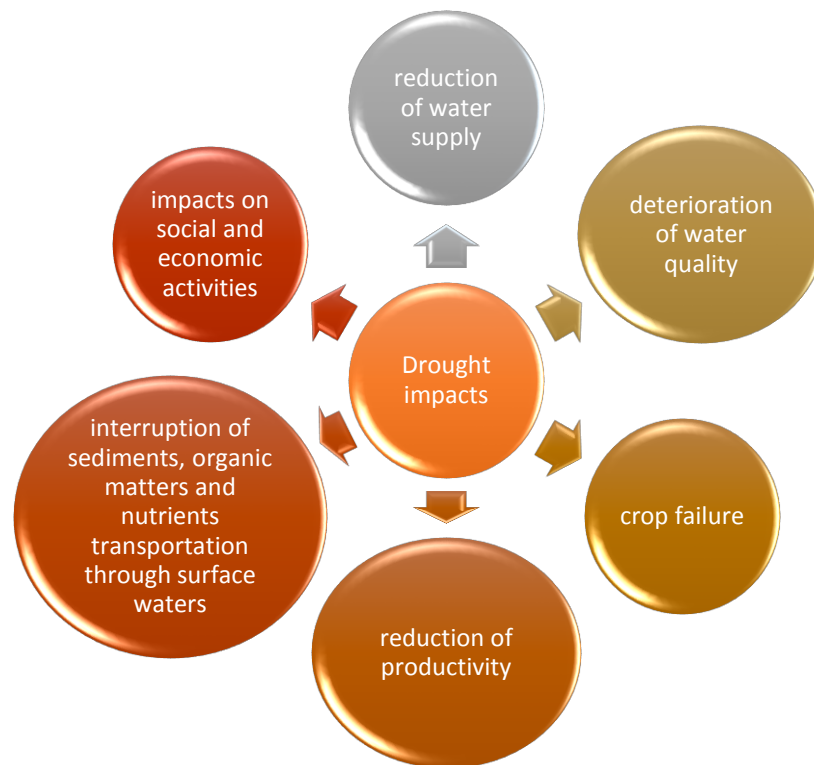 reduction
of water
supply
deterioration
of water
quality
crop failure
reduction of
productivity
interruption of
sediments, organic
matters and
nutrients
transportation
through surface
waters
impacts on
social and
economic
activities
Drought
impacts